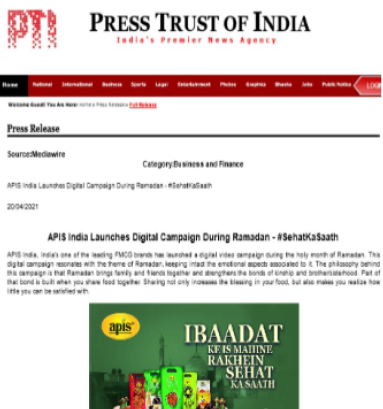 PTI PRESS TRUST OF INDIA
India's Premier News Agency
Home National International Business Sports Legal Entertainment Photos Graphics Bhasha Jobs Public Notice LOGIN
Welcome Guest! You Are Here: Home » Press Releases » Full Release
Press Release
Source:Mediawire
Category:Business and Finance
APIS India Launches Digital Campaign During Ramadan - #SehatKaSaath
20/04/2021
APIS India Launches Digital Campaign During Ramadan - #SehatKaSaath
APIS India, India's one of the leading FMCG brands has launched a digital video campaign during the holy month of Ramadan. This
digital campaign resonates with the theme of Ramadan, keeping intact the emotional aspects associated to it. The philosophy behind
this campaign is that Ramadan brings family and friends together and strengthens the bonds of kinship and brother/sisterhood. Part of
that bond is built when you share food together. Sharing not only increases the blessing in your food, but also makes you realize how
little you can be satisfied with.
apis
IBAADAT
KE IS MAHINE
RAKHEIN
SEHAT
KA SAATH